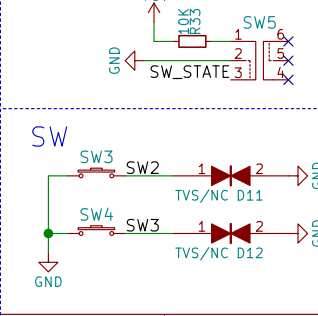 10K
R33
SW5
1
6
GND
2
5
SW_STATE
3
4
SW
SW3
SW2
1
2
GND
TVS/NC D11
SW4
SW3
1
2
GND
TVS/NC D12
GND